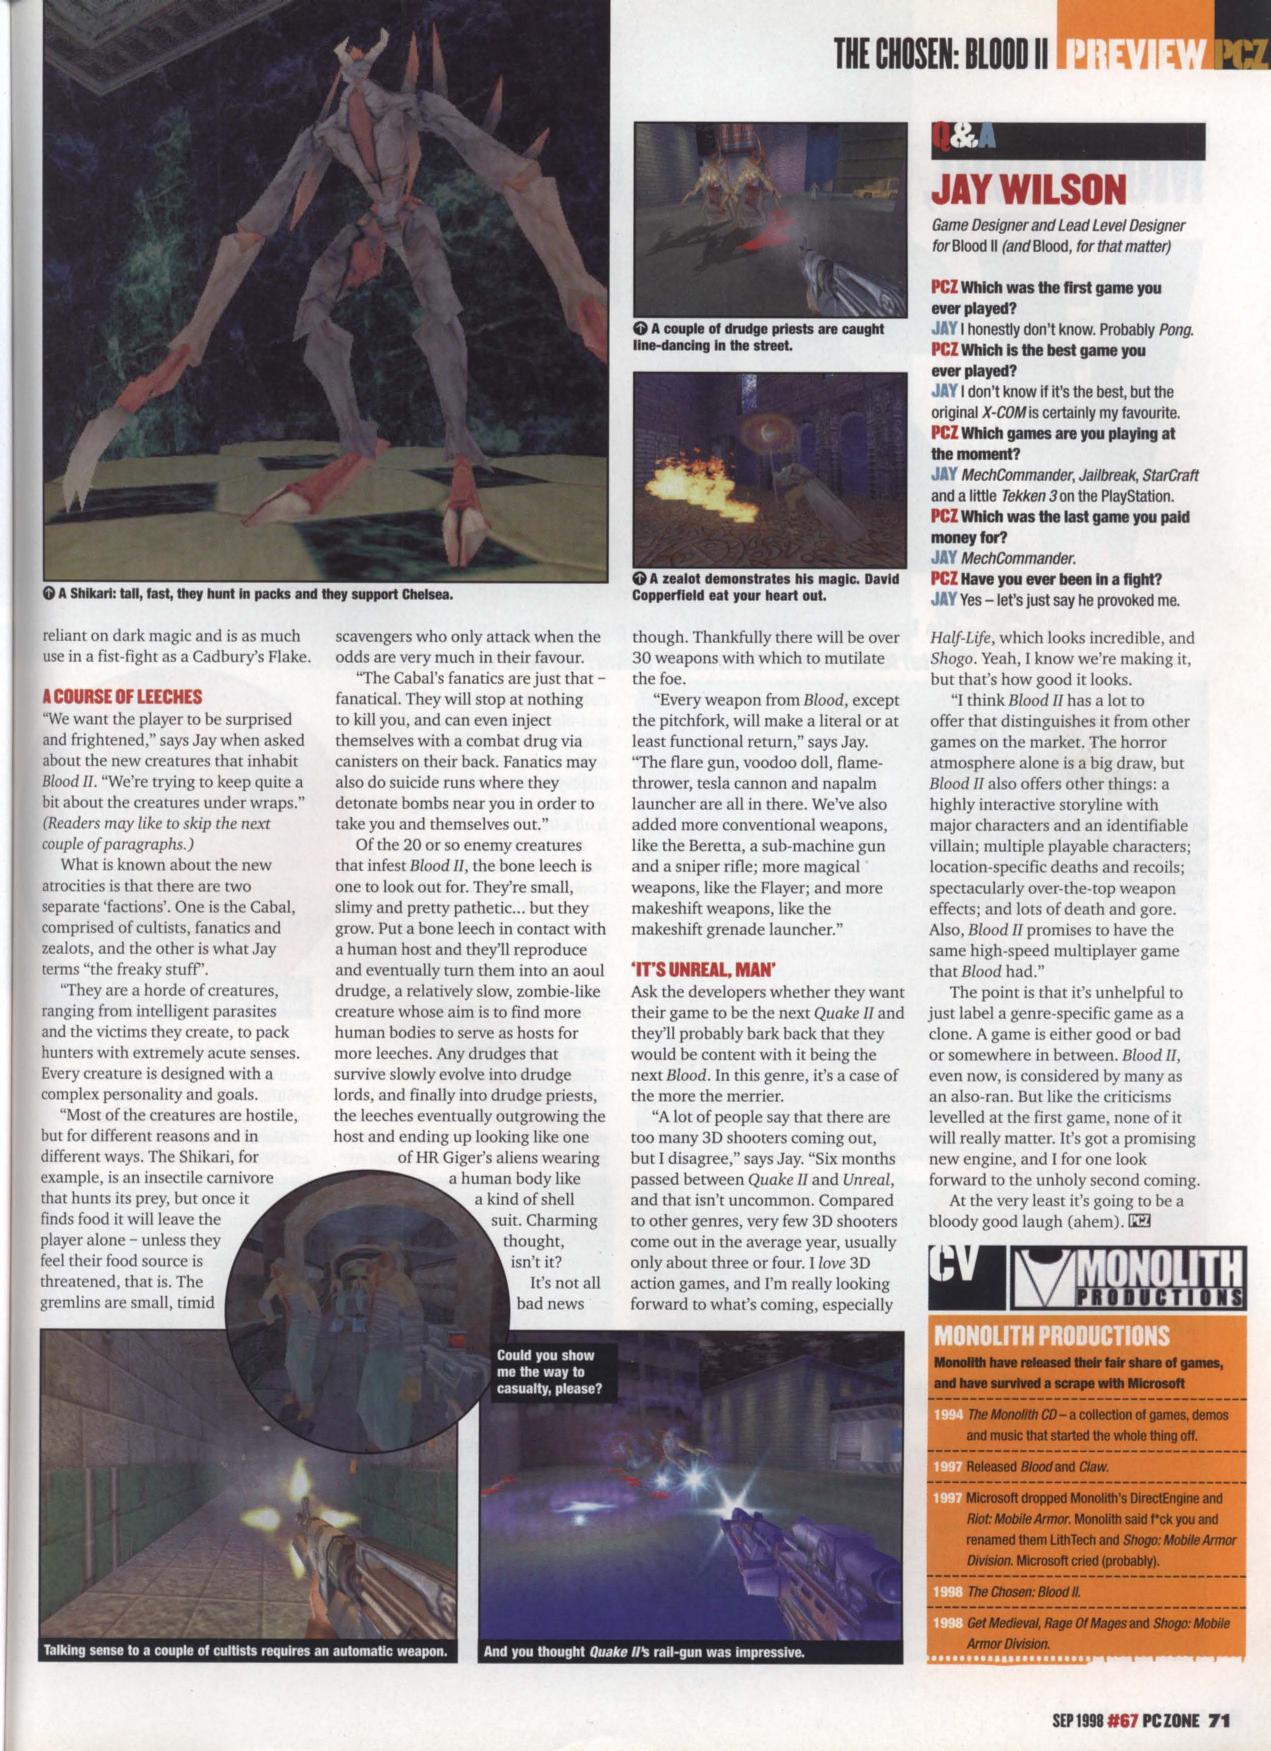 THE CHOSEN: BLOOD II PREVIEW PCZ
A Shikari: tall, fast, they hunt in packs and they support Chelsea.
A couple of drudge priests are caught
line-dancing in the street.
A zealot demonstrates his magic. David
Copperfield eat your heart out.
Q&A
JAY WILSON
Game Designer and Lead Level Designer
for Blood II (and Blood, for that matter)
PCZ Which was the first game you
ever played?
JAY I honestly don't know. Probably Pong.
PCZ Which is the best game you
ever played?
JAY I don't know if it's the best, but the
original X-COM is certainly my favourite.
PCZ Which games are you playing at
the moment?
JAY MechCommander, Jailbreak, StarCraft
and a little Tekken 3 on the PlayStation.
PCZ Which was the last game you paid
money for?
JAY MechCommander.
PCZ Have you ever been in a fight?
JAY Yes – let's just say he provoked me.
reliant on dark magic and is as much
use in a fist-fight as a Cadbury's Flake.
A COURSE OF LEECHES
“We want the player to be surprised
and frightened,” says Jay when asked
about the new creatures that inhabit
Blood II. “We're trying to keep quite a
bit about the creatures under wraps.”
(Readers may like to skip the next
couple of paragraphs.)
What is known about the new
atrocities is that there are two
separate ‘factions’. One is the Cabal,
comprised of cultists, fanatics and
zealots, and the other is what Jay
terms “the freaky stuff”.
“They are a horde of creatures,
ranging from intelligent parasites
and the victims they create, to pack
hunters with extremely acute senses.
Every creature is designed with a
complex personality and goals.
“Most of the creatures are hostile,
but for different reasons and in
different ways. The Shikari, for
example, is an insectile carnivore
that hunts its prey, but once it
finds food it will leave the
player alone – unless they
feel their food source is
threatened, that is. The
gremlins are small, timid
scavengers who only attack when the
odds are very much in their favour.
“The Cabal's fanatics are just that –
fanatical. They will stop at nothing
to kill you, and can even inject
themselves with a combat drug via
canisters on their back. Fanatics may
also do suicide runs where they
detonate bombs near you in order to
take you and themselves out.”
Of the 20 or so enemy creatures
that infest Blood II, the bone leech is
one to look out for. They're small,
slimy and pretty pathetic... but they
grow. Put a bone leech in contact with
a human host and they'll reproduce
and eventually turn them into an aoul
drudge, a relatively slow, zombie-like
creature whose aim is to find more
human bodies to serve as hosts for
more leeches. Any drudges that
survive slowly evolve into drudge
lords, and finally into drudge priests,
the leeches eventually outgrowing the
host and ending up looking like one
of HR Giger's aliens wearing
a human body like
a kind of shell
suit. Charming
thought,
isn't it?
It's not all
bad news
though. Thankfully there will be over
30 weapons with which to mutilate
the foe.
“Every weapon from Blood, except
the pitchfork, will make a literal or at
least functional return,” says Jay.
“The flare gun, voodoo doll, flame-
thrower, tesla cannon and napalm
launcher are all in there. We've also
added more conventional weapons,
like the Beretta, a sub-machine gun
and a sniper rifle; more magical
weapons, like the Flayer; and more
makeshift weapons, like the
makeshift grenade launcher.”
‘IT'S UNREAL, MAN’
Ask the developers whether they want
their game to be the next Quake II and
they'll probably bark back that they
would be content with it being the
next Blood. In this genre, it's a case of
the more the merrier.
“A lot of people say that there are
too many 3D shooters coming out,
but I disagree,” says Jay. “Six months
passed between Quake II and Unreal,
and that isn't uncommon. Compared
to other genres, very few 3D shooters
come out in the average year, usually
only about three or four. I love 3D
action games, and I'm really looking
forward to what's coming, especially
Half-Life, which looks incredible, and
Shogo. Yeah, I know we're making it,
but that's how good it looks.
“I think Blood II has a lot to
offer that distinguishes it from other
games on the market. The horror
atmosphere alone is a big draw, but
Blood II also offers other things: a
highly interactive storyline with
major characters and an identifiable
villain; multiple playable characters;
location-specific deaths and recoils;
spectacularly over-the-top weapon
effects; and lots of death and gore.
Also, Blood II promises to have the
same high-speed multiplayer game
that Blood had.”
The point is that it's unhelpful to
just label a genre-specific game as a
clone. A game is either good or bad
or somewhere in between. Blood II,
even now, is considered by many as
an also-ran. But like the criticisms
levelled at the first game, none of it
will really matter. It's got a promising
new engine, and I for one look
forward to the unholy second coming.
At the very least it's going to be a
bloody good laugh (ahem). PCZ
Could you show
me the way to
casualty, please?
Talking sense to a couple of cultists requires an automatic weapon.
And you thought Quake II's rail-gun was impressive.
CV MONOLITH
PRODUCTIONS
MONOLITH PRODUCTIONS
Monolith have released their fair share of games,
and have survived a scrape with Microsoft
1994 The Monolith CD – a collection of games, demos
and music that started the whole thing off.
1997 Released Blood and Claw.
1997 Microsoft dropped Monolith's DirectEngine and
Riot: Mobile Armor. Monolith said f*ck you and
renamed them LithTech and Shogo: Mobile Armor
Division. Microsoft cried (probably).
1998 The Chosen: Blood II.
1998 Get Medieval, Rage Of Mages and Shogo: Mobile
Armor Division.
SEP 1998 #67 PC ZONE 71